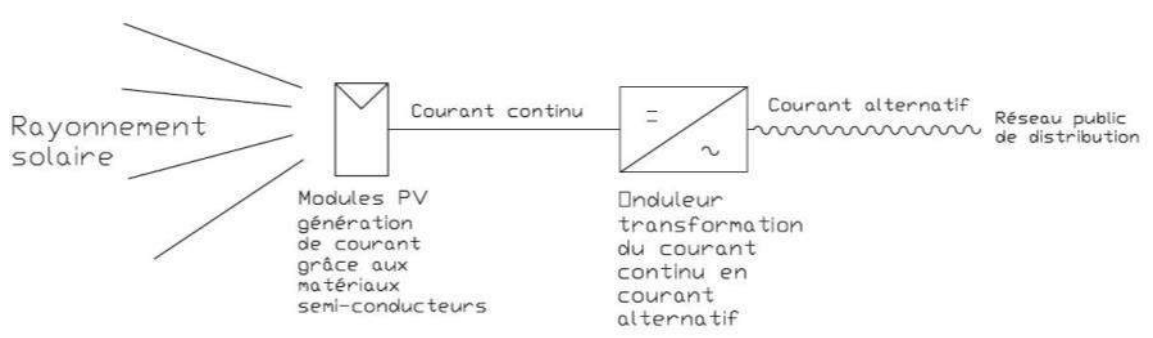 Rayonnement
solaire
Modules PV
génération
de courant
grâce aux
matériaux
semi-conducteurs
Courant continu
=
~
Onduleur
transformation
du courant
continu en
courant
alternatif
Courant alternatif
Réseau public
de distribution